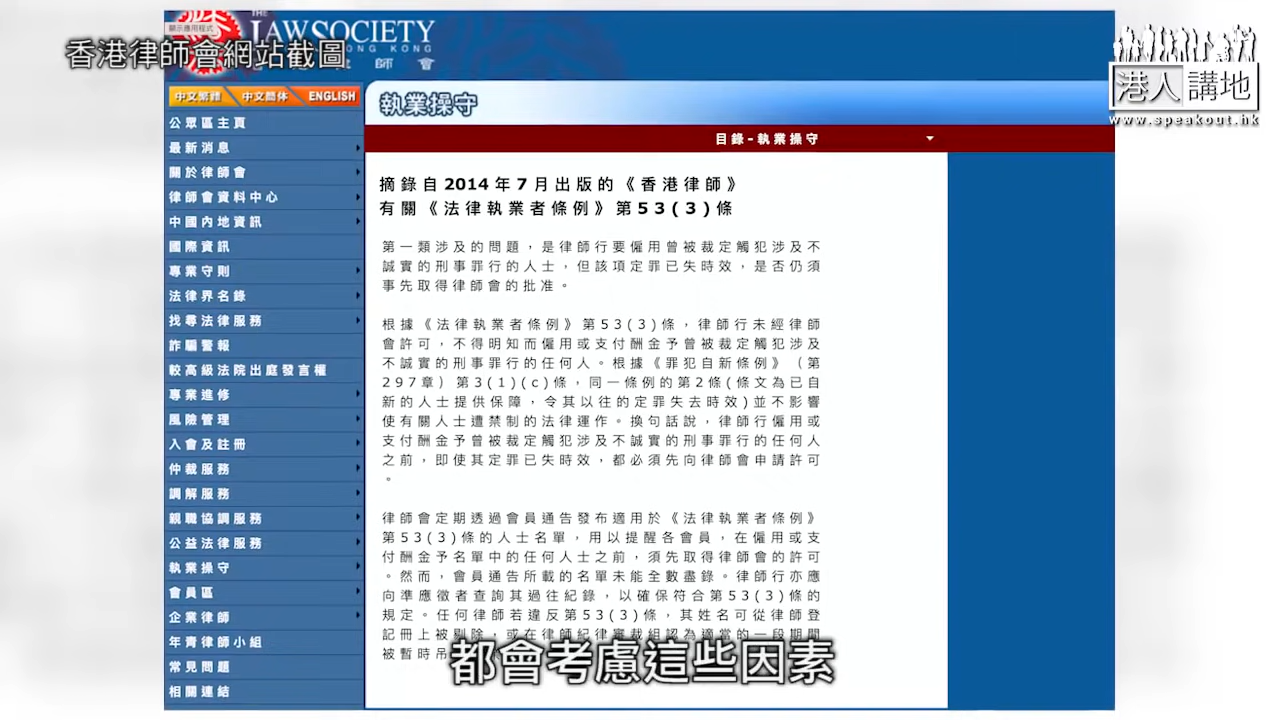 THE
LAW SOCIETY
顯示應用程式
香港律師會網站截圖
師 會
港人講地
www.speakout.hk
中文繁體 中文簡体 ENGLISH
執業操守
目錄-執業操守
公眾區主頁
最新消息
關於律師會
律師會資料中心
中國內地資訊
國際資訊
專業守則
法律界名錄
找尋法律服務
詐騙警報
較高級法院出庭發言權
專業進修
風險管理
入會及註冊
仲裁服務
調解服務
親職協調服務
公益法律服務
執業操守
會員區
企業律師
年青律師小組
常見問題
相關連結
摘錄自2014年7月出版的《香港律師》
有關《法律執業者條例》第53(3)條
第一類涉及的問題，是律師行要僱用曾被裁定觸犯涉及不
誠實的刑事罪行的人士，但該項定罪已失時效，是否仍須
事先取得律師會的批准。
根據《法律執業者條例》第53(3)條，律師行未經律師
會許可，不得明知而僱用或支付酬金予曾被裁定觸犯涉及
不誠實的刑事罪行的任何人。根據《罪犯自新條例》（第
297章）第3(1)(c)條，同一條例的第2條(條文為已自
新的人士提供保障，令其以往的定罪失去時效)並不影響
使有關人士遭禁制的法律運作。換句話說，律師行僱用或
支付酬金予曾被裁定觸犯涉及不誠實的刑事罪行的任何人
之前，即使其定罪已失時效，都必須先向律師會申請許可
。
律師會定期透過會員通告發布適用於《法律執業者條例》
第53(3)條的人士名單，用以提醒各會員，在僱用或支
付酬金予名單中的任何人士之前，須先取得律師會的許可
。然而，會員通告所載的名單未能全數盡錄。律師行亦應
向準應徵者查詢其過往紀錄，以確保符合第53(3)條的
規定。任何律師若違反第53(3)條，其姓名可從律師登
記冊上被剔除，或在律師紀律審裁組認為適當的一段期間
被暫時吊
都會考慮這些因素